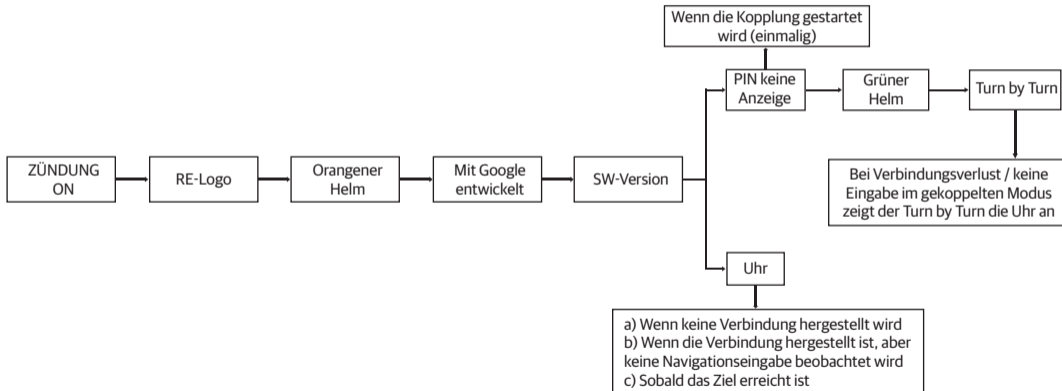 Wenn die Kopplung gestartet
wird (einmalig)
PIN keine
Anzeige
Grüner
Helm
Turn by Turn
ZÜNDUNG
ON
RE-Logo
Orangener
Helm
Mit Google
entwickelt
SW-Version
Bei Verbindungsverlust / keine
Eingabe im gekoppelten Modus
zeigt der Turn by Turn die Uhr an
Uhr
a) Wenn keine Verbindung hergestellt wird
b) Wenn die Verbindung hergestellt ist, aber
keine Navigationseingabe beobachtet wird
c) Sobald das Ziel erreicht ist